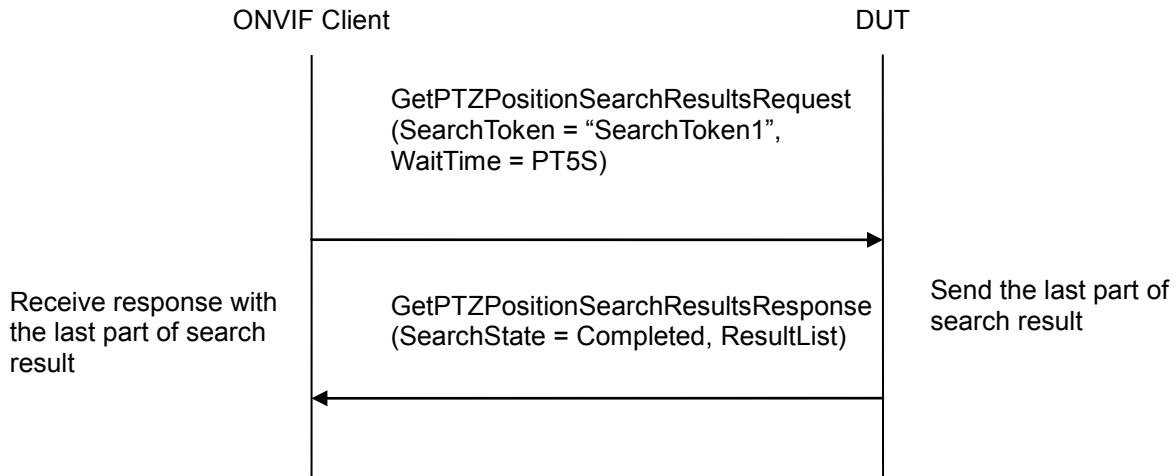 ONVIF Client
DUT
GetPTZPositionSearchResultsRequest
(SearchToken = “SearchToken1”,
WaitTime = PT5S)
Receive response with
the last part of search
result
GetPTZPositionSearchResultsResponse
(SearchState = Completed, ResultList)
Send the last part of
search result